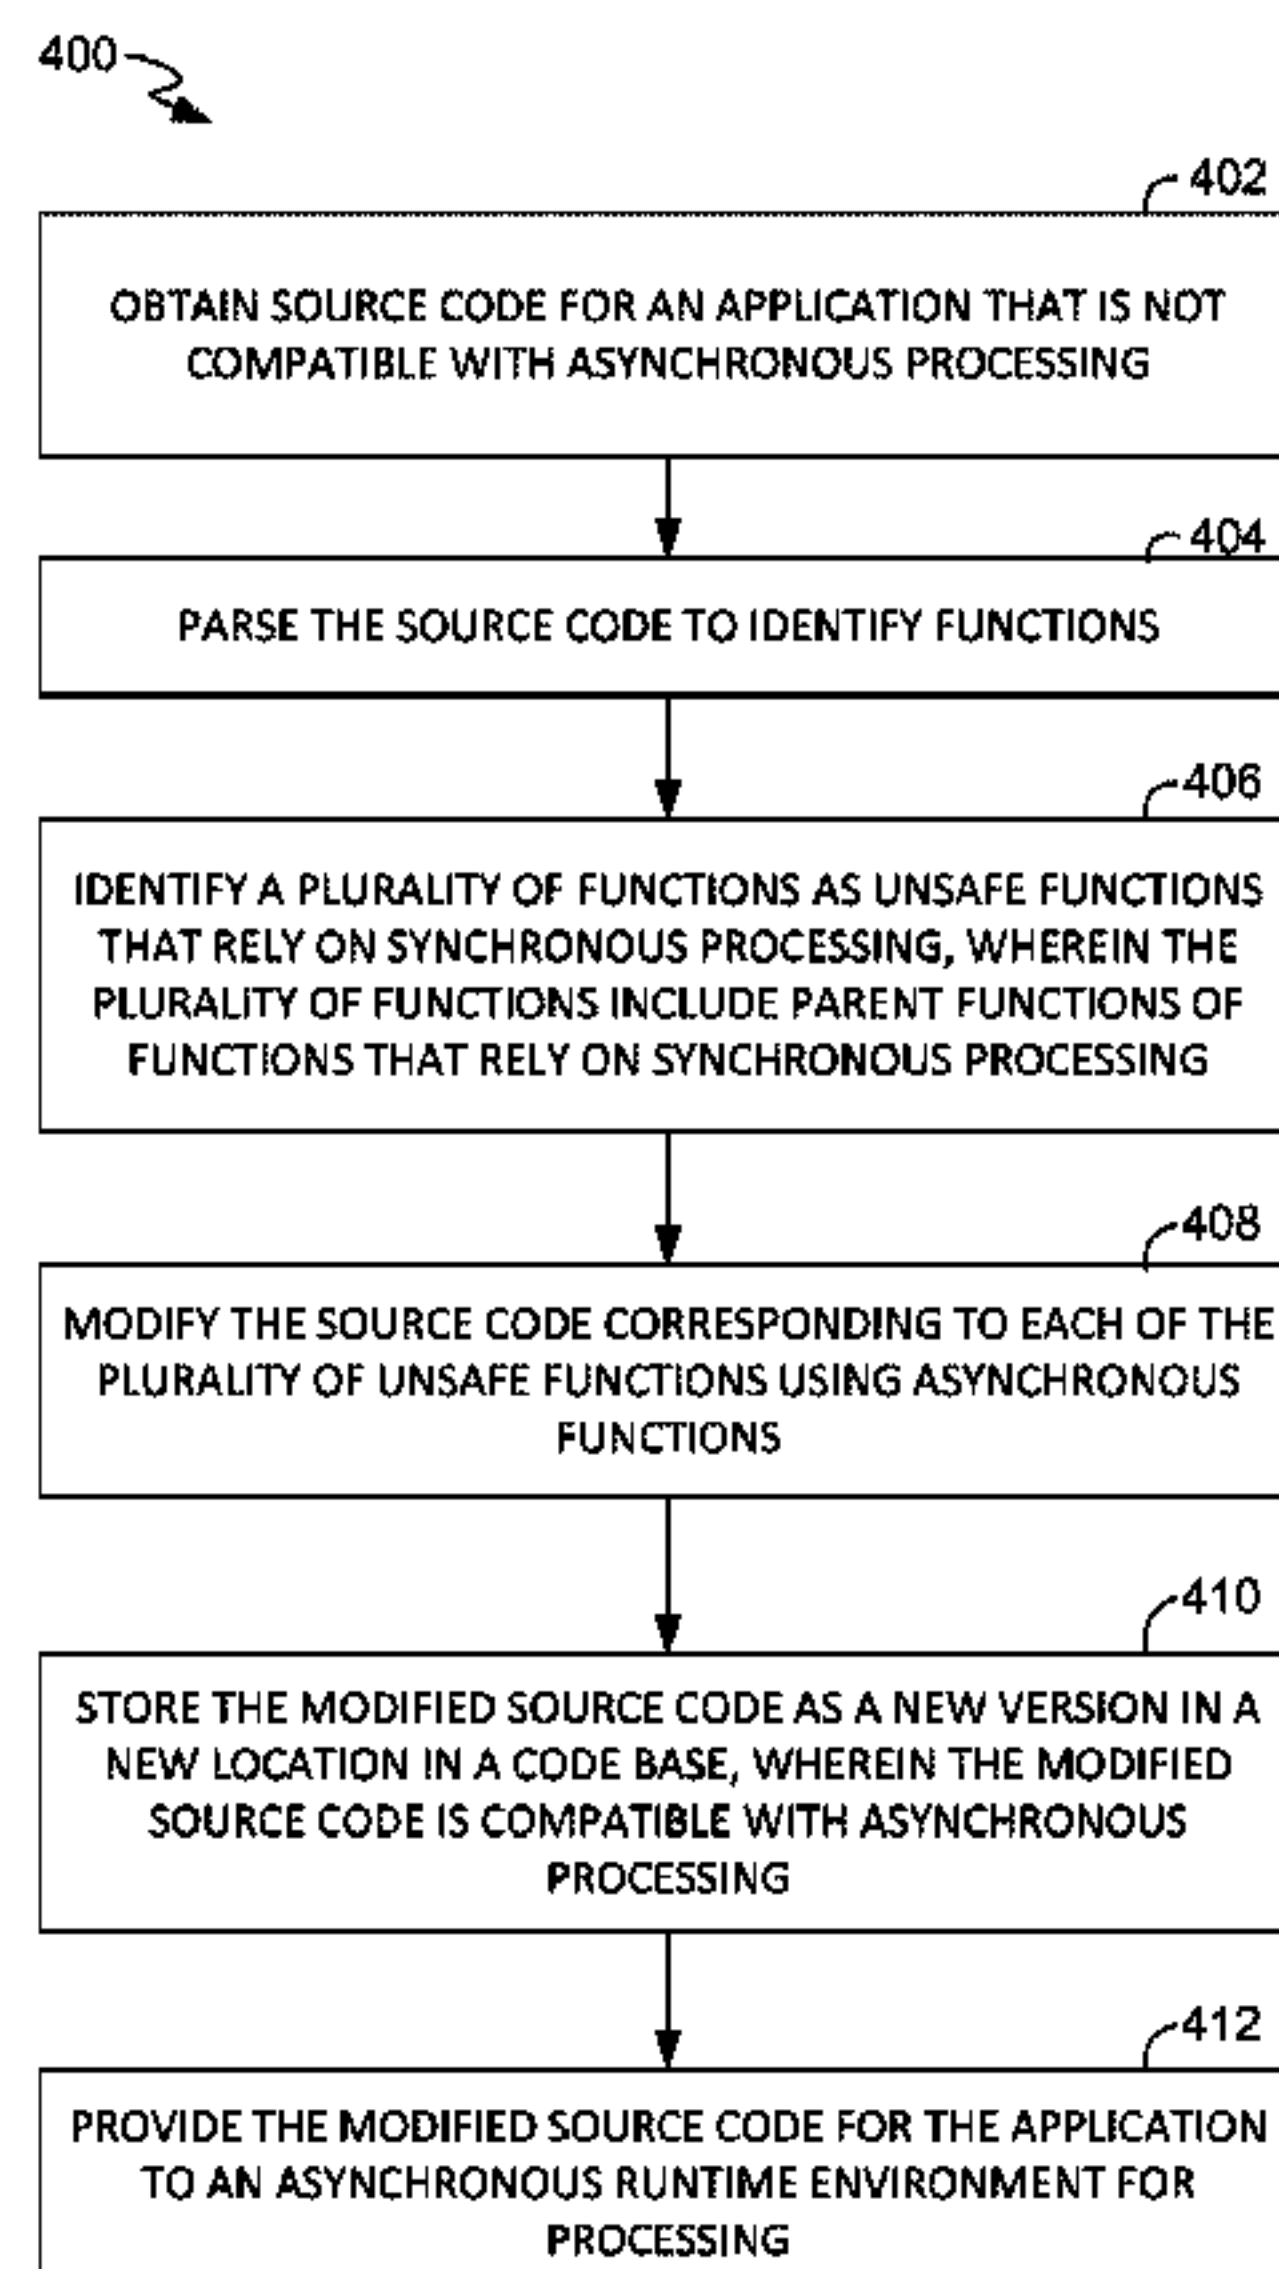 400
402
OBTAIN SOURCE CODE FOR AN APPLICATION THAT IS NOT
COMPATIBLE WITH ASYNCHRONOUS PROCESSING
404
PARSE THE SOURCE CODE TO IDENTIFY FUNCTIONS
406
IDENTIFY A PLURALITY OF FUNCTIONS AS UNSAFE FUNCTIONS
THAT RELY ON SYNCHRONOUS PROCESSING, WHEREIN THE
PLURALITY OF FUNCTIONS INCLUDE PARENT FUNCTIONS OF
FUNCTIONS THAT RELY ON SYNCHRONOUS PROCESSING
408
MODIFY THE SOURCE CODE CORRESPONDING TO EACH OF THE
PLURALITY OF UNSAFE FUNCTIONS USING ASYNCHRONOUS
FUNCTIONS
410
STORE THE MODIFIED SOURCE CODE AS A NEW VERSION IN A
NEW LOCATION IN A CODE BASE, WHEREIN THE MODIFIED
SOURCE CODE IS COMPATIBLE WITH ASYNCHRONOUS
PROCESSING
412
PROVIDE THE MODIFIED SOURCE CODE FOR THE APPLICATION
TO AN ASYNCHRONOUS RUNTIME ENVIRONMENT FOR
PROCESSING